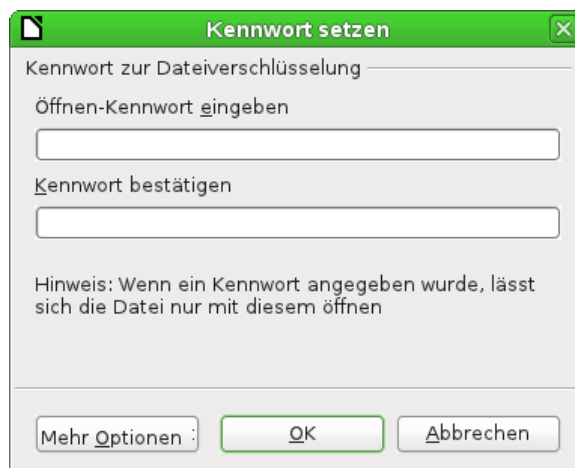 Kennwort setzen
Kennwort zur Dateiverschlüsselung
Öffnen-Kennwort eingeben
Kennwort bestätigen
Hinweis: Wenn ein Kennwort angegeben wurde, lässt
sich die Datei nur mit diesem öffnen
Mehr Optionen :
OK
Abbrechen